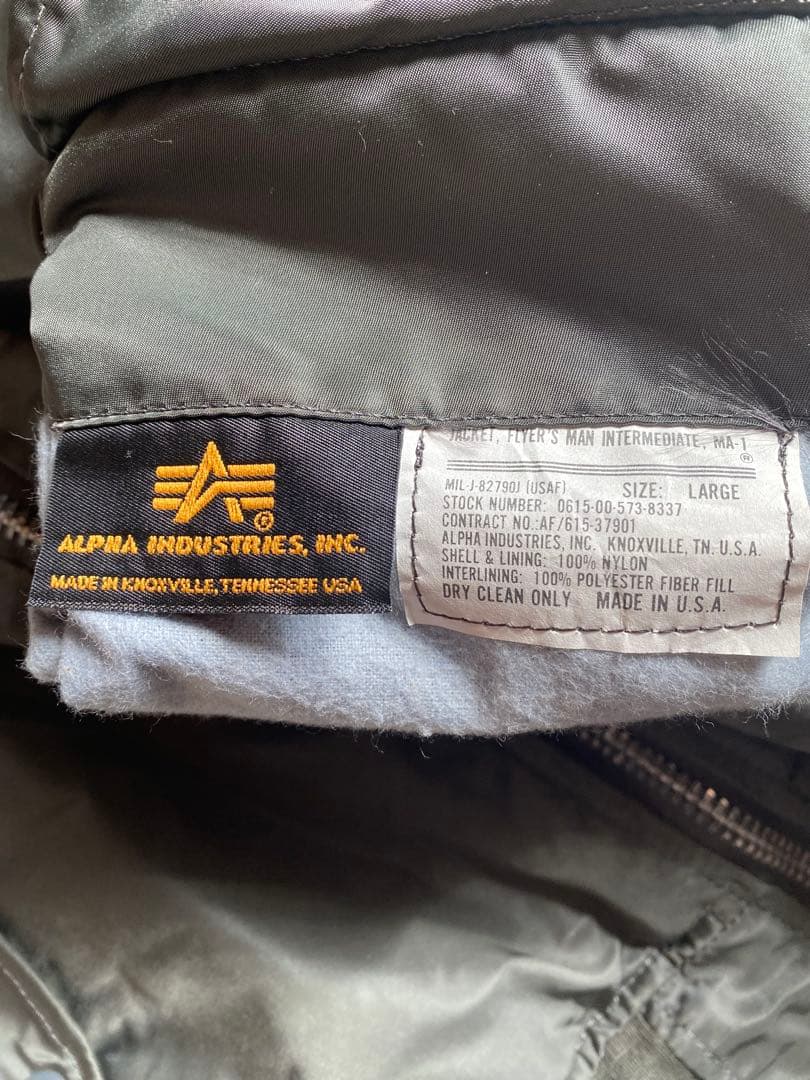 ALPHA INDUSTRIES, INC.
MADE IN KNOXVILLE, TENNESSEE USA
JACKET, FLYER'S MAN INTERMEDIATE, MA-1
®
MIL-J-82790J (USAF) SIZE: LARGE
STOCK NUMBER: 0615-00-573-8337
CONTRACT NO.:AF/615-37901
ALPHA INDUSTRIES, INC. KNOXVILLE, TN. U.S.A.
SHELL & LINING: 100% NYLON
INTERLINING: 100% POLYESTER FIBER FILL
DRY CLEAN ONLY MADE IN U.S.A.